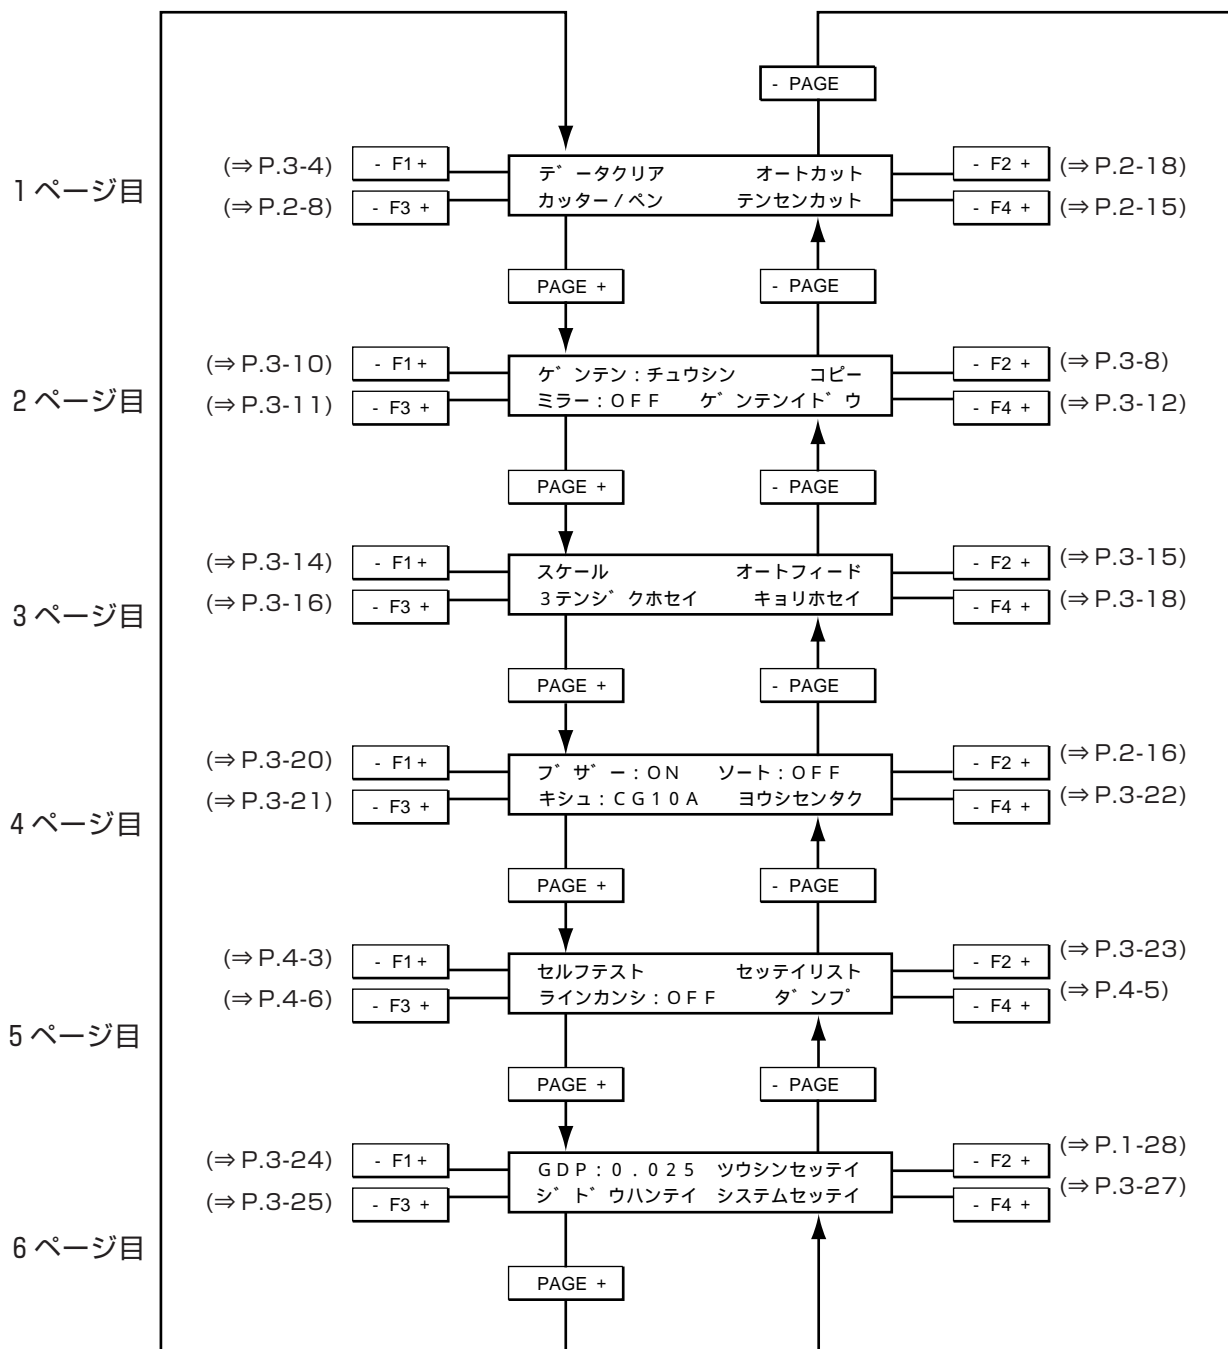 - PAGE
1ページ目
(⇒P.3-4) - F1 + デ゛ータクリア オートカット - F2 + (⇒P.2-18)
(⇒P.2-8) - F3 + カッター/ペン テンセンカット - F4 + (⇒P.2-15)
PAGE + - PAGE
2ページ目
(⇒P.3-10) - F1 + ケ゛ンテン:チュウシン コピー - F2 + (⇒P.3-8)
(⇒P.3-11) - F3 + ミラー:OFF ケ゛ンテンイト゛ウ - F4 + (⇒P.3-12)
PAGE + - PAGE
3ページ目
(⇒P.3-14) - F1 + スケール オートフィード - F2 + (⇒P.3-15)
(⇒P.3-16) - F3 + 3テンシ゛クホセイ キョリホセイ - F4 + (⇒P.3-18)
PAGE + - PAGE
4ページ目
(⇒P.3-20) - F1 + フ゛サ゛ー:ON ソート:OFF - F2 + (⇒P.2-16)
(⇒P.3-21) - F3 + キシュ:CG10A ヨウシセンタク - F4 + (⇒P.3-22)
PAGE + - PAGE
5ページ目
(⇒P.4-3) - F1 + セルフテスト セッテイリスト - F2 + (⇒P.3-23)
(⇒P.4-6) - F3 + ラインカンシ:OFF タ゛ンフ゜ - F4 + (⇒P.4-5)
PAGE + - PAGE
6ページ目
(⇒P.3-24) - F1 + GDP:0.025 ツウシンセッテイ - F2 + (⇒P.1-28)
(⇒P.3-25) - F3 + シ゛ト゛ウハンテイ システムセッテイ - F4 + (⇒P.3-27)
PAGE +